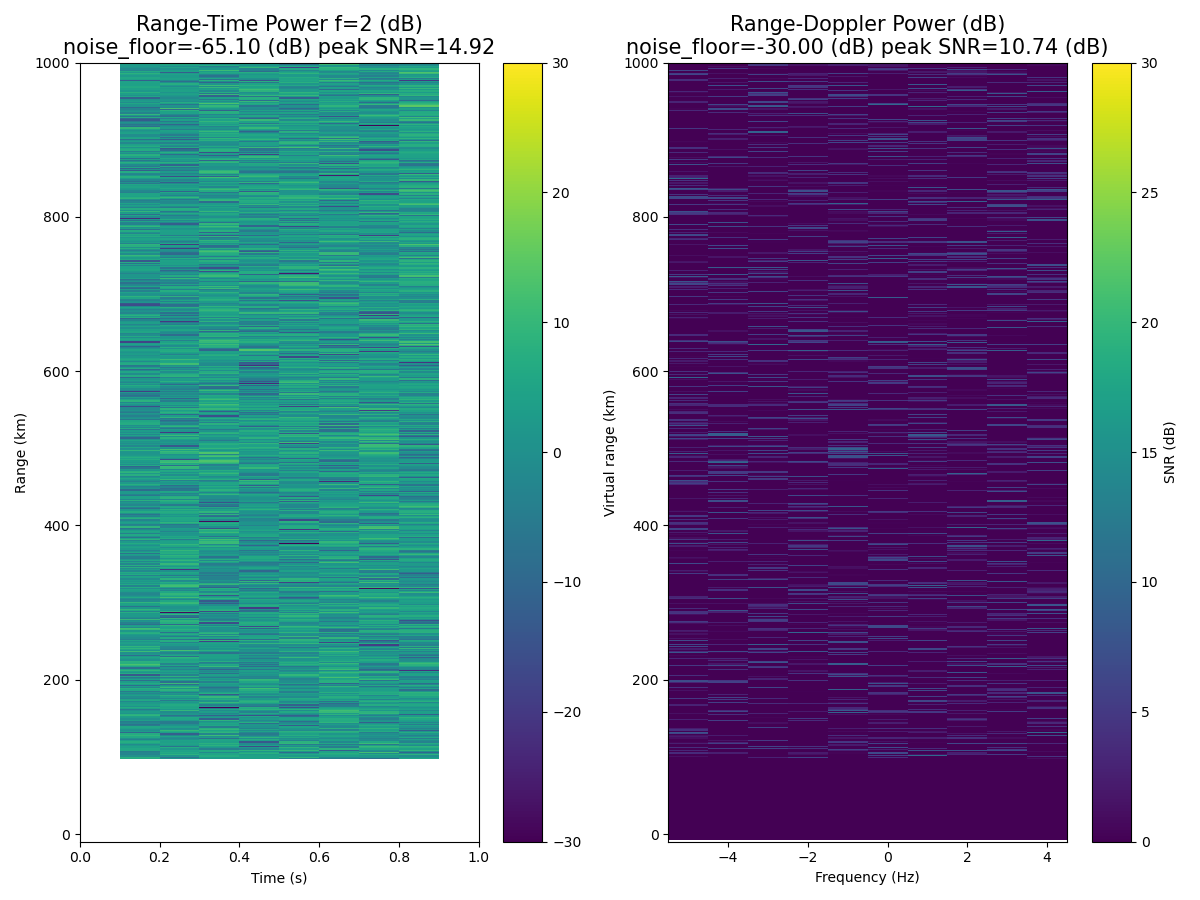 Range-Time Power f=2 (dB)
noise_floor=-65.10 (dB) peak SNR=14.92
1000
800
600
400
200
0
Range (km)
0.0 0.2 0.4 0.6 0.8 1.0
Time (s)
30
20
10
0
−10
−20
−30
Range-Doppler Power (dB)
noise_floor=-30.00 (dB) peak SNR=10.74 (dB)
1000
800
600
400
200
0
Virtual range (km)
−4 −2 0 2 4
Frequency (Hz)
30
25
20
15
10
5
0
SNR (dB)